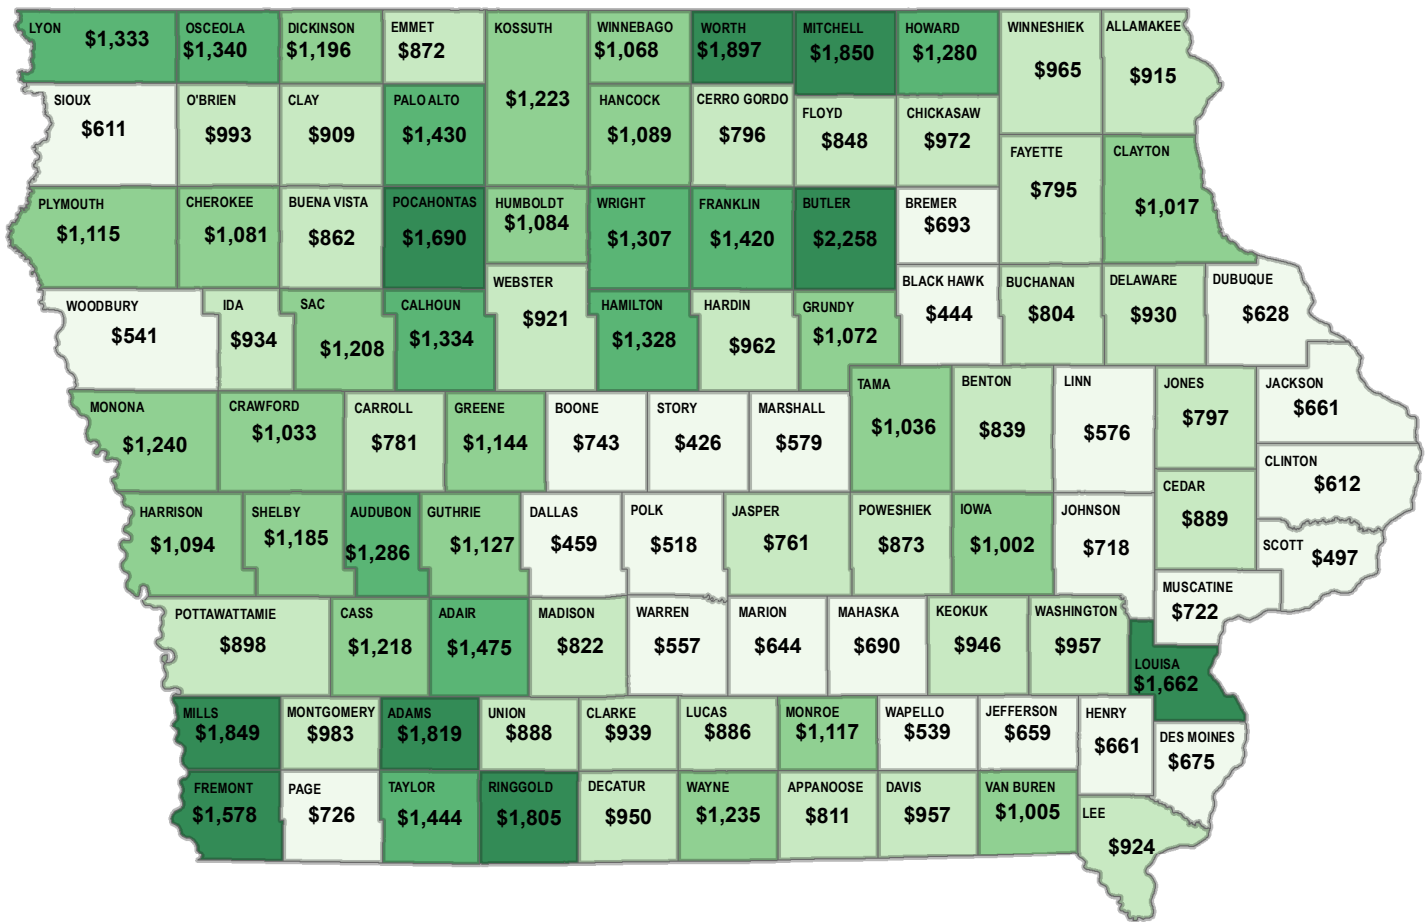 LYON
$1,333
OSCEOLA
$1,340
DICKINSON
$1,196
EMMET
$872
KOSSUTH
$1,223
WINNEBAGO
$1,068
WORTH
$1,897
MITCHELL
$1,850
HOWARD
$1,280
WINNESHIEK
$965
ALLAMAKEE
$915
SIOUX
$611
O'BRIEN
$993
CLAY
$909
PALO ALTO
$1,430
HANCOCK
$1,089
CERRO GORDO
$796
FLOYD
$848
CHICKASAW
$972
FAYETTE
$795
CLAYTON
$1,017
PLYMOUTH
$1,115
CHEROKEE
$1,081
BUENA VISTA
$862
POCAHONTAS
$1,690
HUMBOLDT
$1,084
WRIGHT
$1,307
FRANKLIN
$1,420
BUTLER
$2,258
BREMER
$693
WOODBURY
$541
IDA
$934
SAC
$1,208
CALHOUN
$1,334
WEBSTER
$921
HAMILTON
$1,328
HARDIN
$962
GRUNDY
$1,072
BLACK HAWK
$444
BUCHANAN
$804
DELAWARE
$930
DUBUQUE
$628
MONONA
$1,240
CRAWFORD
$1,033
CARROLL
$781
GREENE
$1,144
BOONE
$743
STORY
$426
MARSHALL
$579
TAMA
$1,036
BENTON
$839
LINN
$576
JONES
$797
JACKSON
$661
CLINTON
$612
HARRISON
$1,094
SHELBY
$1,185
AUDUBON
$1,286
GUTHRIE
$1,127
DALLAS
$459
POLK
$518
JASPER
$761
POWESHIEK
$873
IOWA
$1,002
JOHNSON
$718
CEDAR
$889
SCOTT
$497
MUSCATINE
$722
POTTAWATTAMIE
$898
CASS
$1,218
ADAIR
$1,475
MADISON
$822
WARREN
$557
MARION
$644
MAHASKA
$690
KEOKUK
$946
WASHINGTON
$957
LOUISA
$1,662
MILLS
$1,849
MONTGOMERY
$983
ADAMS
$1,819
UNION
$888
CLARKE
$939
LUCAS
$886
MONROE
$1,117
WAPELLO
$539
JEFFERSON
$659
HENRY
$661
DES MOINES
$675
FREMONT
$1,578
PAGE
$726
TAYLOR
$1,444
RINGGOLD
$1,805
DECATUR
$950
WAYNE
$1,235
APPANOOSE
$811
DAVIS
$957
VAN BUREN
$1,005
LEE
$924